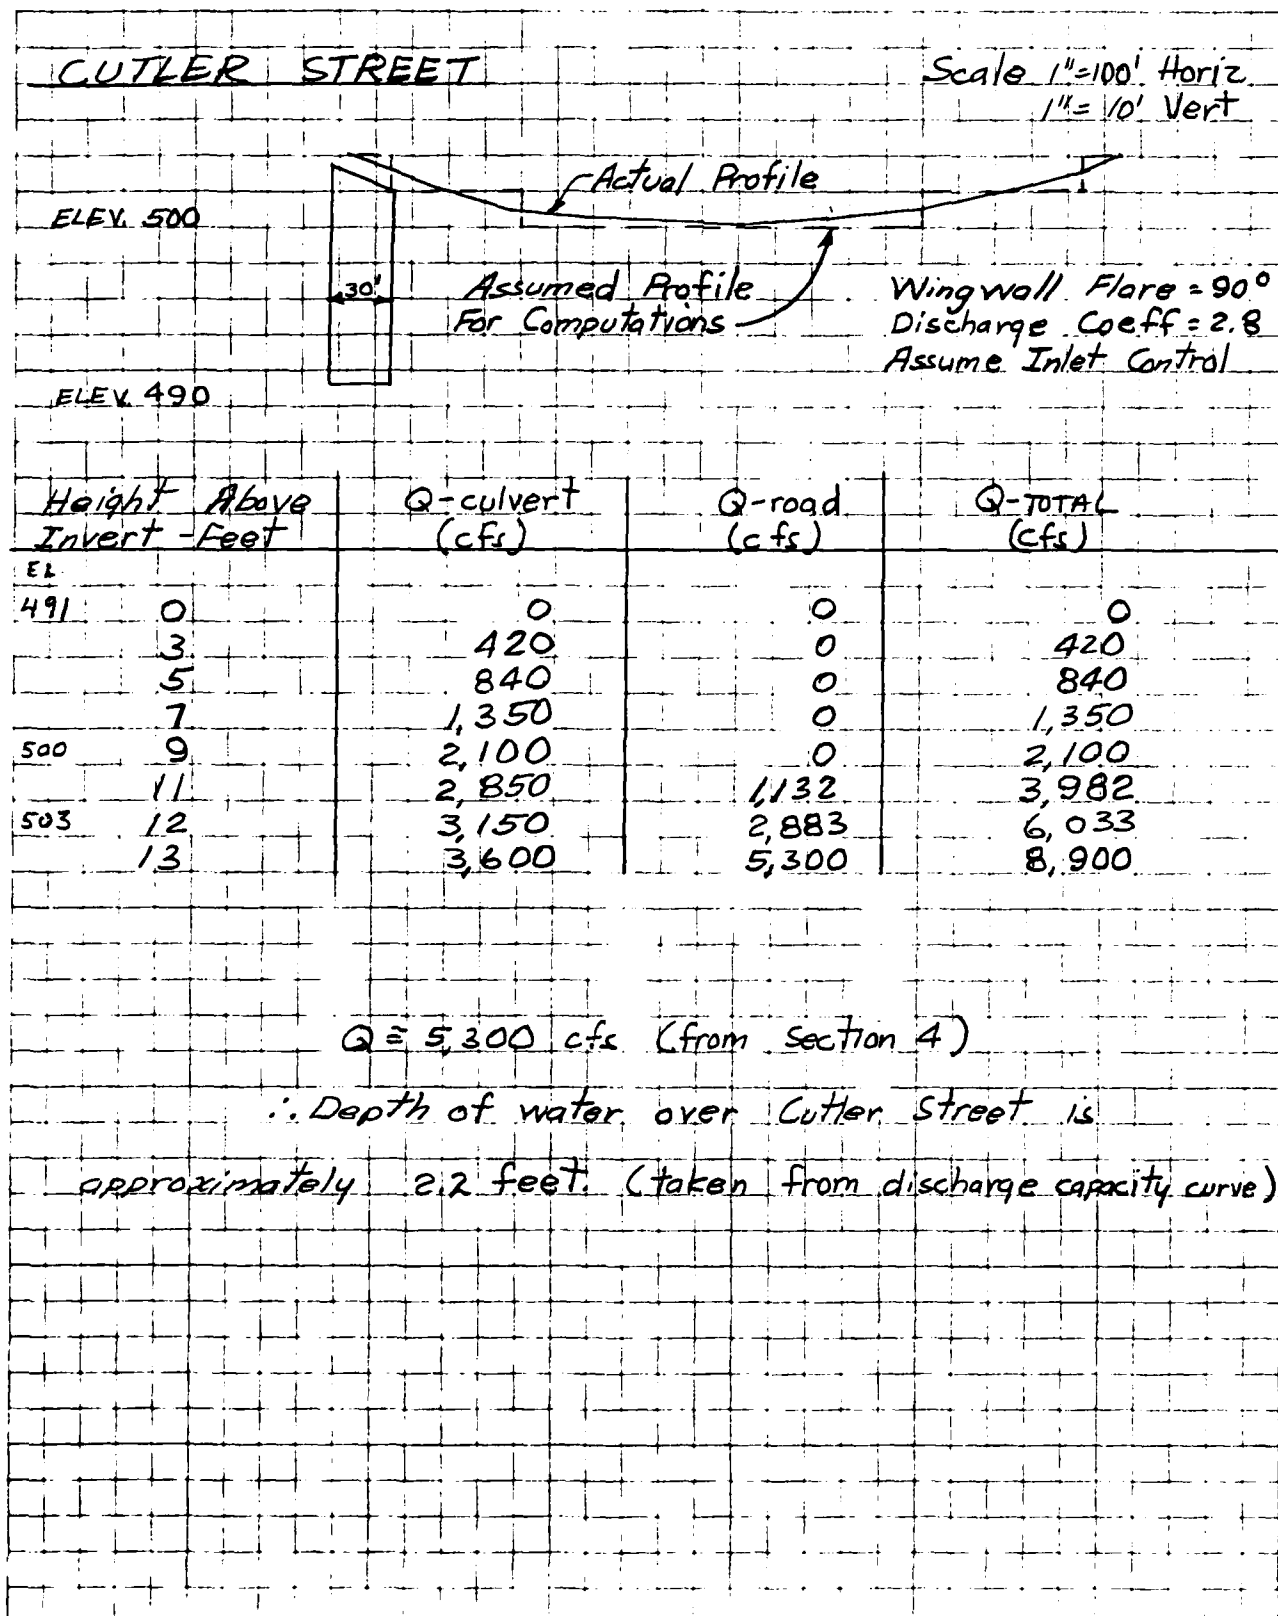 CUTLER STREET
Scale 1"=100' Horiz
1"= 10' Vert
Actual Profile
ELEV. 500
30'
Assumed Profile
For Computations
Wingwall Flare = 90°
Discharge Coeff = 2.8
Assume Inlet Control
ELEV. 490
Height Above Invert - Feet | Q-culvert (cfs) | Q-road (cfs) | Q-TOTAL (cfs)
EL
491 0 0 0 0
3 420 0 420
5 840 0 840
7 1,350 0 1,350
500 9 2,100 0 2,100
11 2,850 1,132 3,982
503 12 3,150 2,883 6,033
13 3,600 5,300 8,900
Q ≅ 5,300 cfs (from section 4)
∴ Depth of water over Cutler Street is
approximately 2.2 feet. (taken from discharge capacity curve)